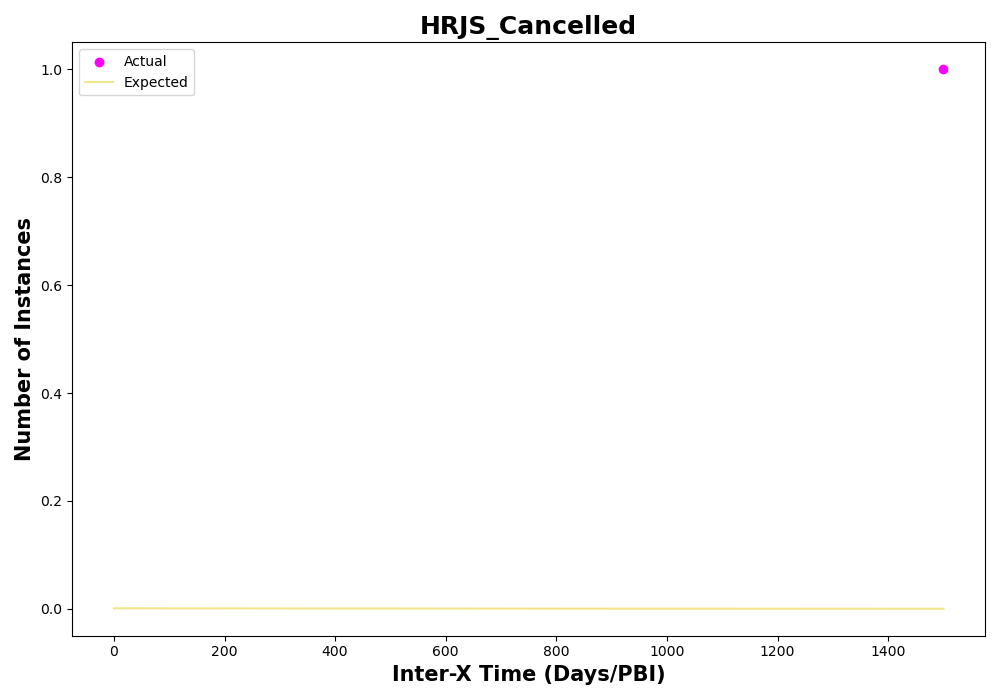 HRJS_Cancelled
Actual
Expected
1.0
0.8
0.6
0.4
0.2
0.0
Number of Instances
0
200
400
600
800
1000
1200
1400
Inter-X Time (Days/PBI)